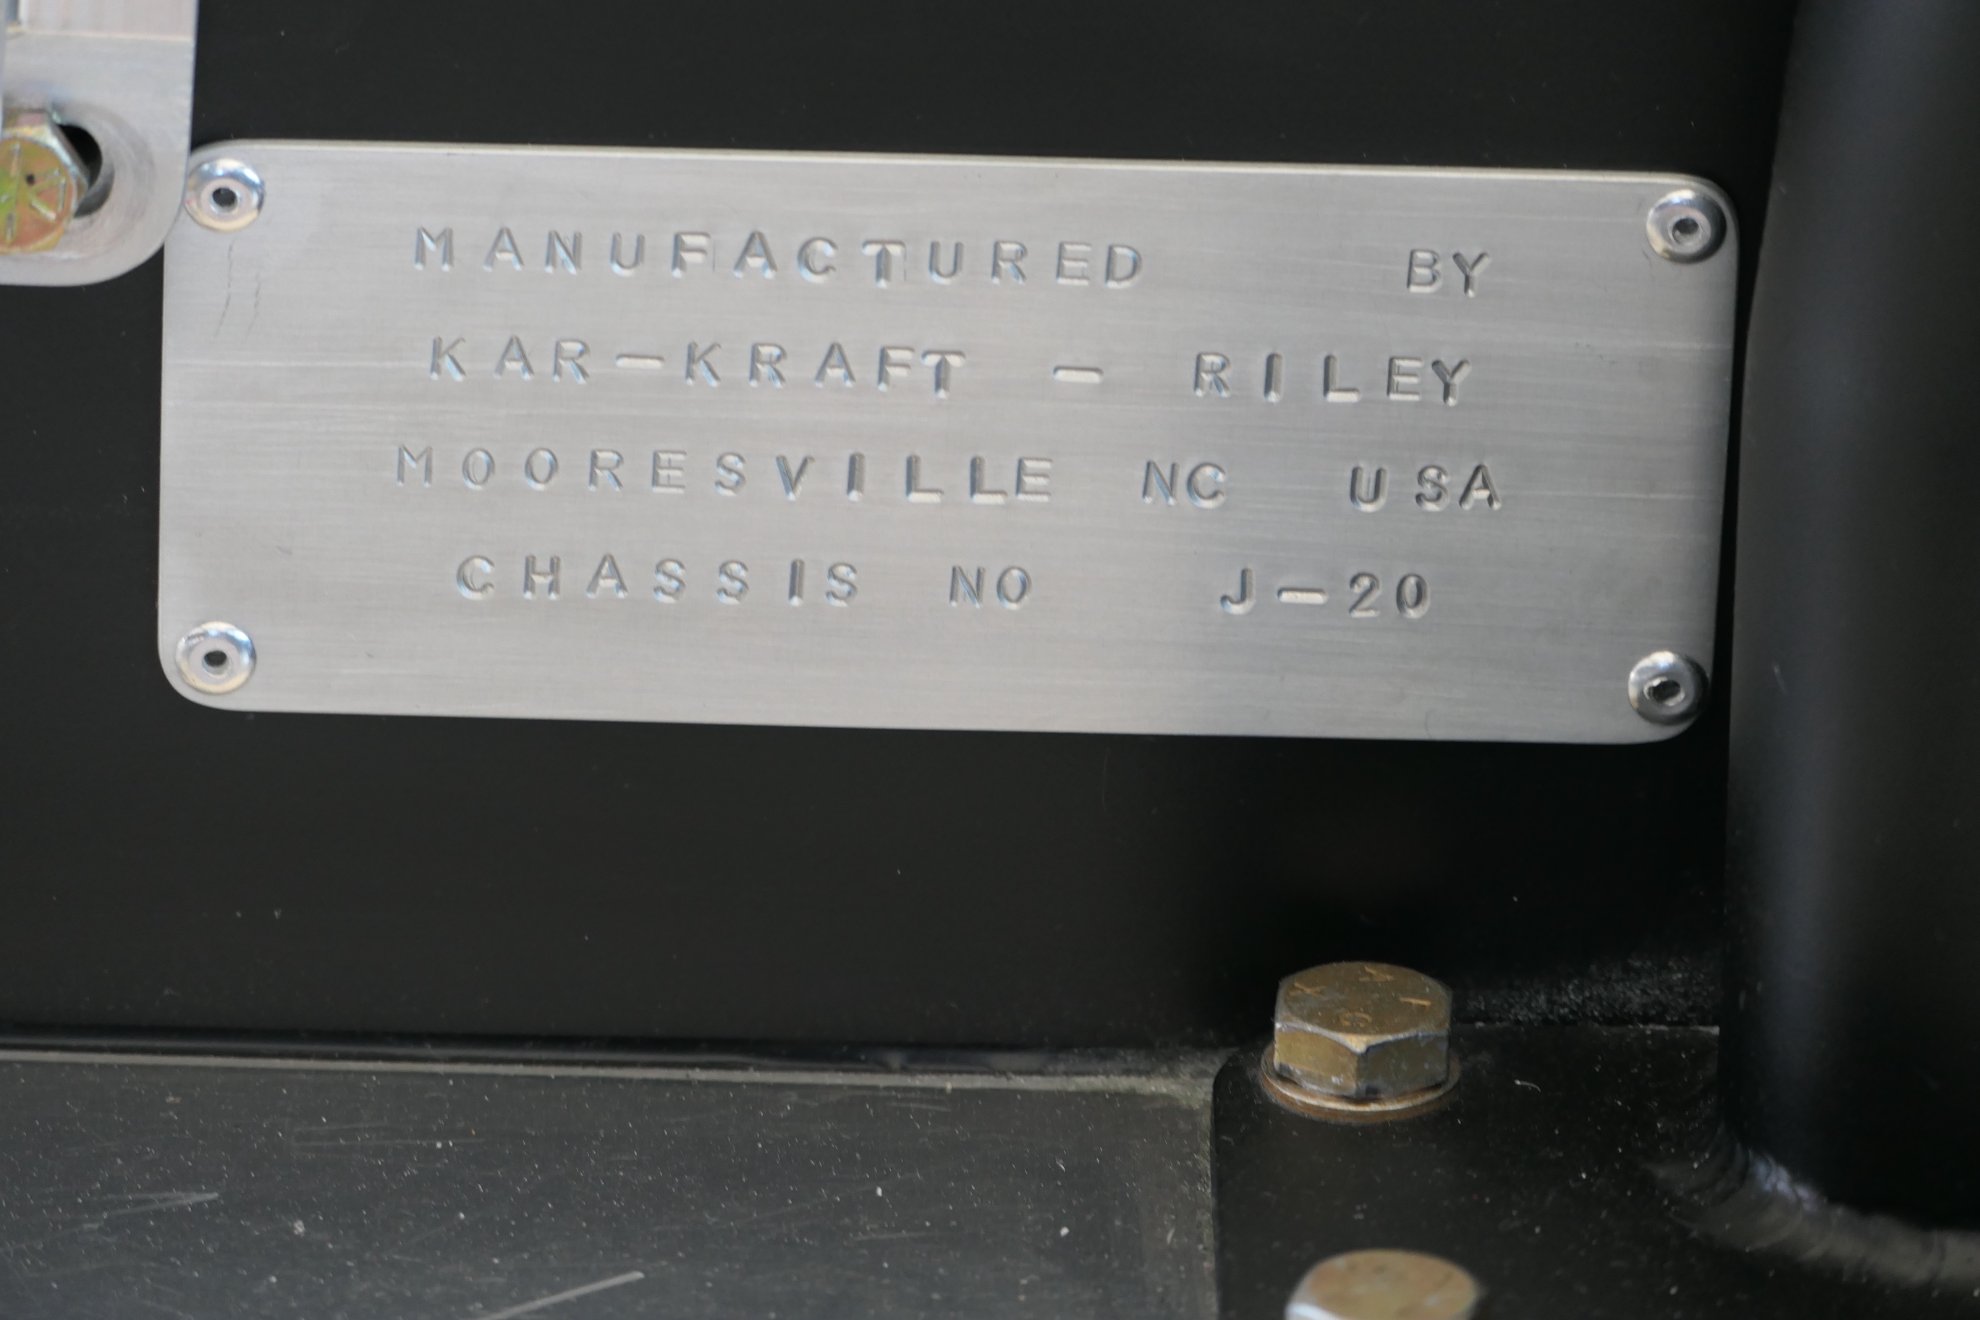 MANUFACTURED BY
KAR-KRAFT - RILEY
MOORESVILLE NC USA
CHASSIS NO J-20